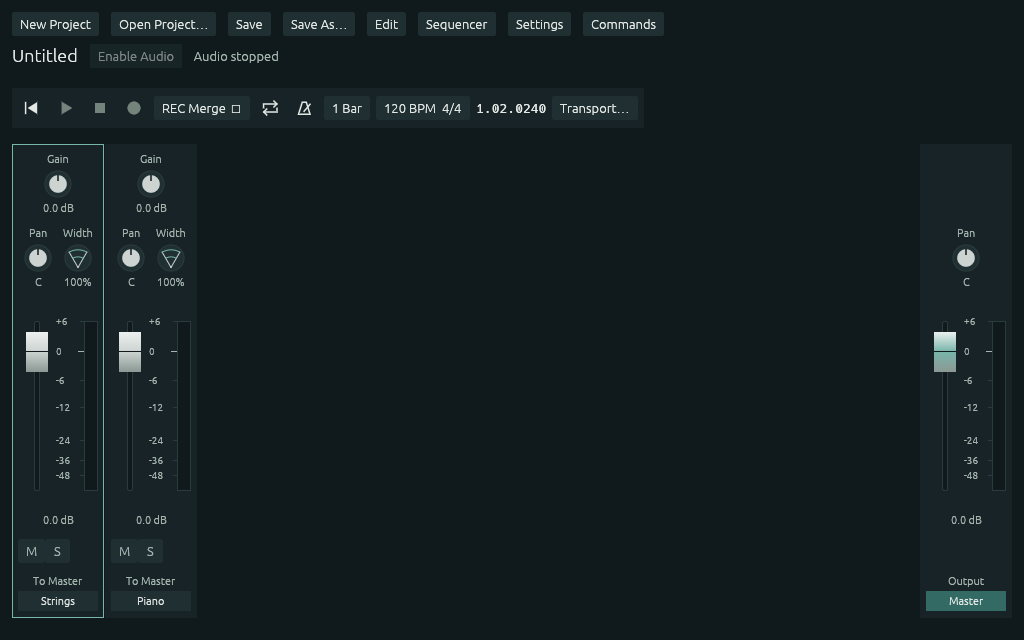 New Project Open Project... Save Save As... Edit Sequencer Settings Commands
Untitled Enable Audio Audio stopped
REC Merge 1 Bar 120 BPM 4/4 1.02.0240 Transport...
Gain Gain
0.0 dB 0.0 dB
Pan Width Pan Width Pan
C 100% C 100% C
+6 +6 +6
0 0 0
-6 -6 -6
-12 -12 -12
-24 -24 -24
-36 -36 -36
-48 -48 -48
0.0 dB 0.0 dB 0.0 dB
M S M S
To Master To Master Output
Strings Piano Master